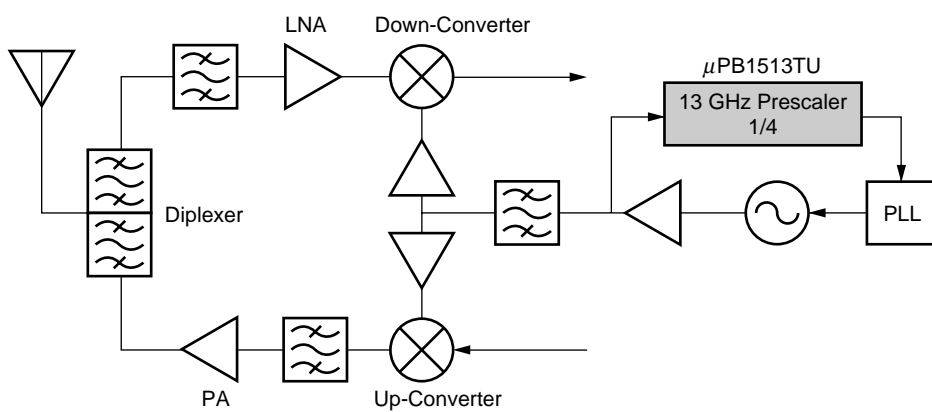 LNA
Down-Converter
μPB1513TU
13 GHz Prescaler
1/4
Diplexer
PLL
PA
Up-Converter